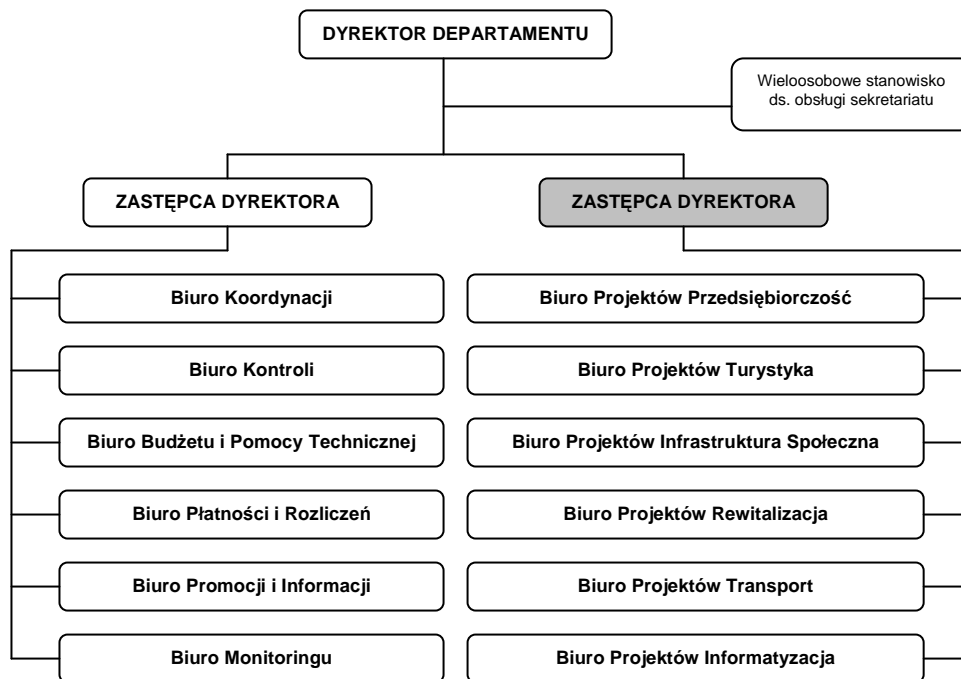 DYREKTOR DEPARTAMENTU
Wieloosobowe stanowisko
ds. obsługi sekretariatu
ZASTĘPCA DYREKTORA
ZASTĘPCA DYREKTORA
Biuro Koordynacji
Biuro Projektów Przedsiębiorczość
Biuro Kontroli
Biuro Projektów Turystyka
Biuro Budżetu i Pomocy Technicznej
Biuro Projektów Infrastruktura Społeczna
Biuro Płatności i Rozliczeń
Biuro Projektów Rewitalizacja
Biuro Promocji i Informacji
Biuro Projektów Transport
Biuro Monitoringu
Biuro Projektów Informatyzacja